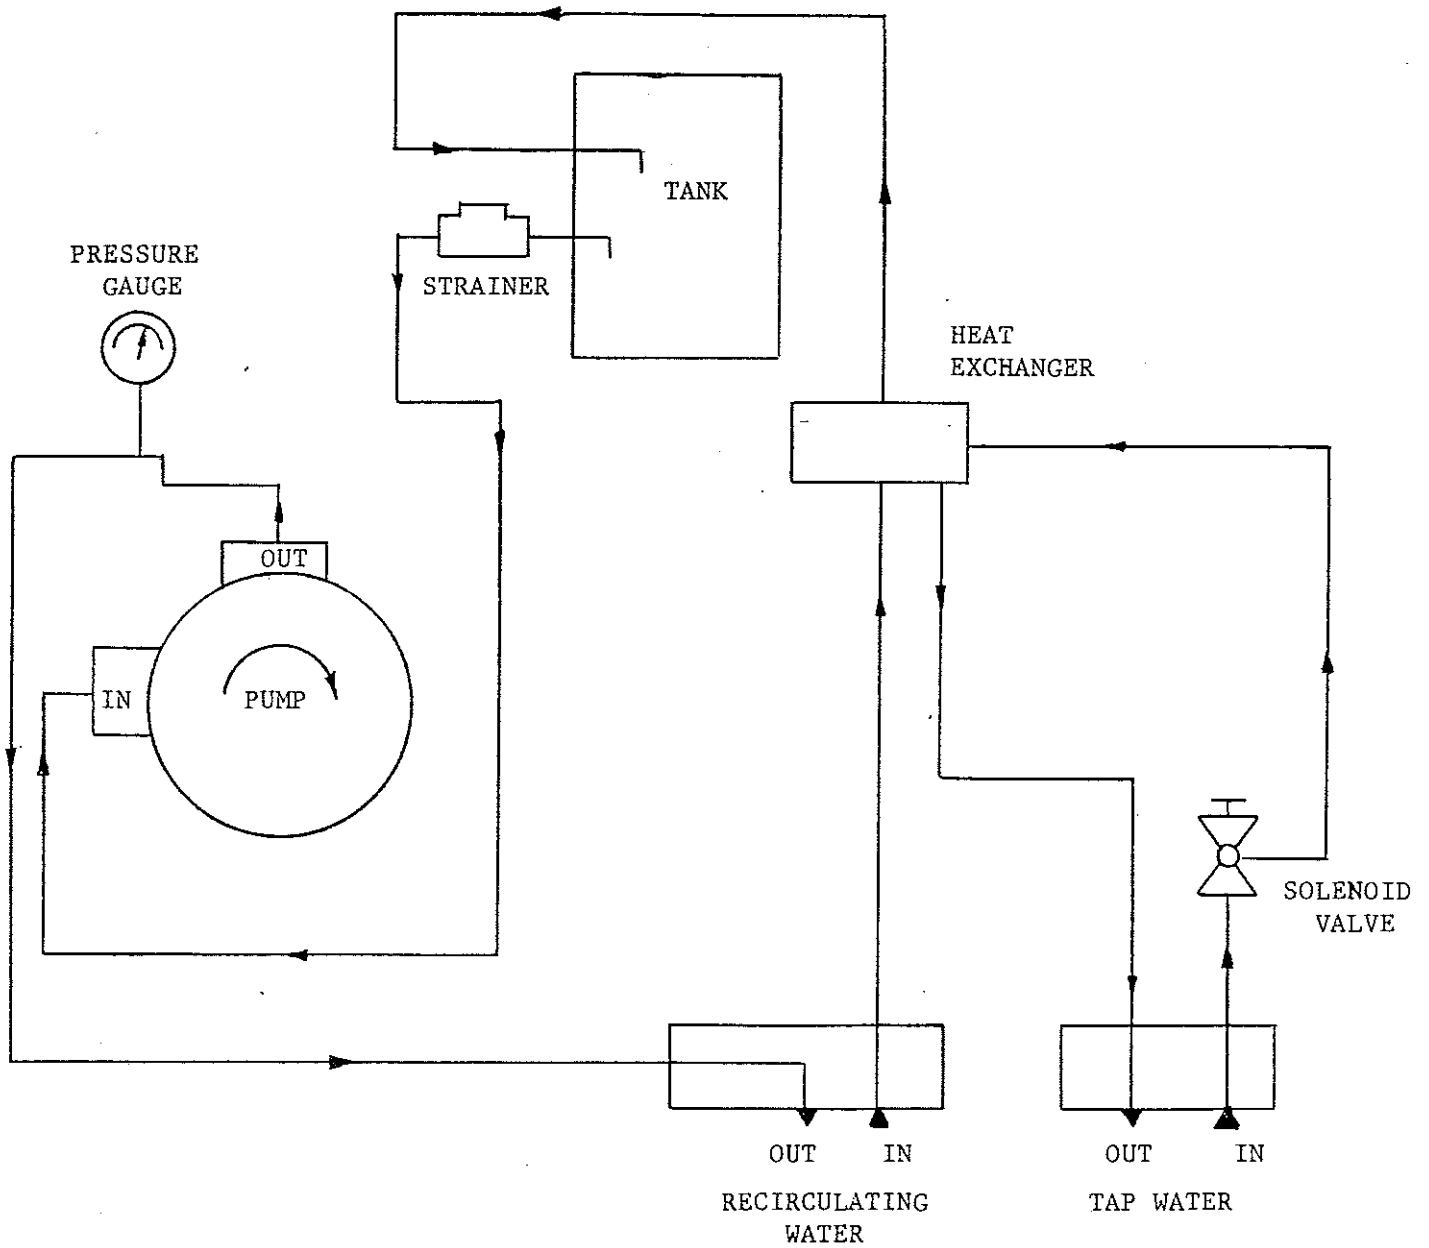 TANK
PRESSURE
GAUGE
STRAINER
HEAT
EXCHANGER
OUT
IN
PUMP
SOLENOID
VALVE
OUT
IN
OUT
IN
RECIRCULATING
WATER
TAP WATER